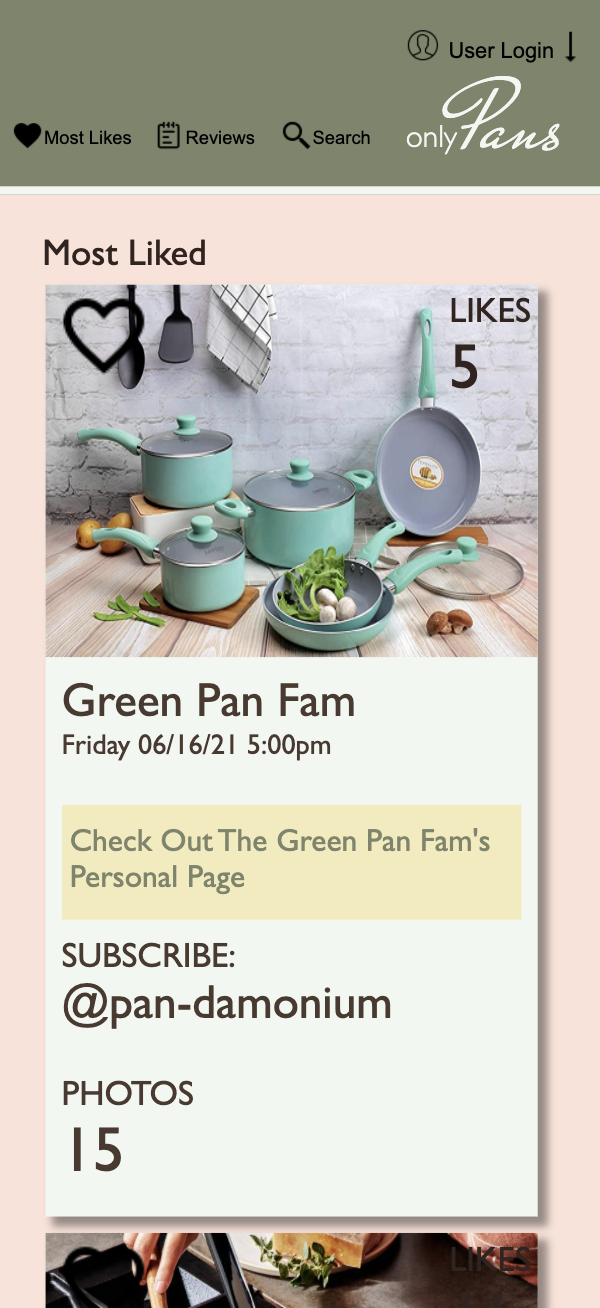 User Login
Most Likes
Reviews
Search
onlyPans
Most Liked
LIKES
5
Green Pan Fam
Friday 06/16/21 5:00pm
Check Out The Green Pan Fam's
Personal Page
SUBSCRIBE:
@pan-damonium
PHOTOS
15
LIKES